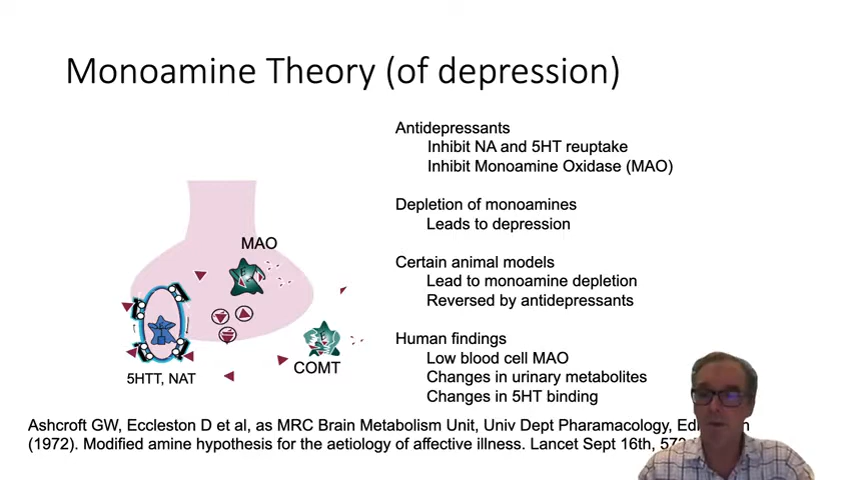 Monoamine Theory (of depression)
Antidepressants
Inhibit NA and 5HT reuptake
Inhibit Monoamine Oxidase (MAO)
Depletion of monoamines
Leads to depression
Certain animal models
Lead to monoamine depletion
Reversed by antidepressants
Human findings
Low blood cell MAO
Changes in urinary metabolites
Changes in 5HT binding
MAO
E
E
COMT
5HTT, NAT
Ashcroft GW, Eccleston D et al, as MRC Brain Metabolism Unit, Univ Dept Pharamacology,
(1972). Modified amine hypothesis for the aetiology of affective illness. Lancet Sept 16th,